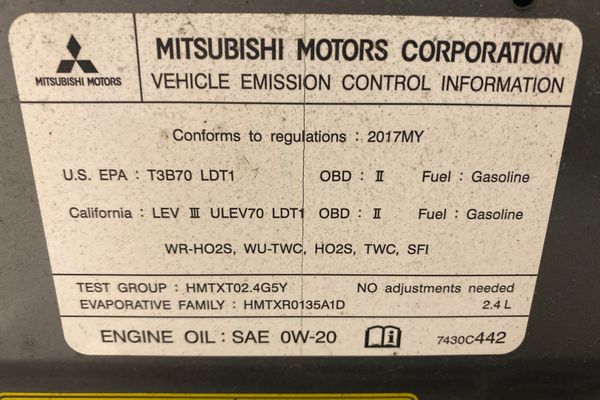 MITSUBISHI MOTORS
MITSUBISHI MOTORS CORPORATION
VEHICLE EMISSION CONTROL INFORMATION
Conforms to regulations : 2017MY
U.S. EPA : T3B70 LDT1 OBD : II Fuel : Gasoline
California : LEV III ULEV70 LDT1 OBD : II Fuel : Gasoline
WR-HO2S, WU-TWC, HO2S, TWC, SFI
TEST GROUP : HMTXT02.4G5Y NO adjustments needed
EVAPORATIVE FAMILY : HMTXR0135A1D 2.4 L
ENGINE OIL : SAE 0W-20 7430C442